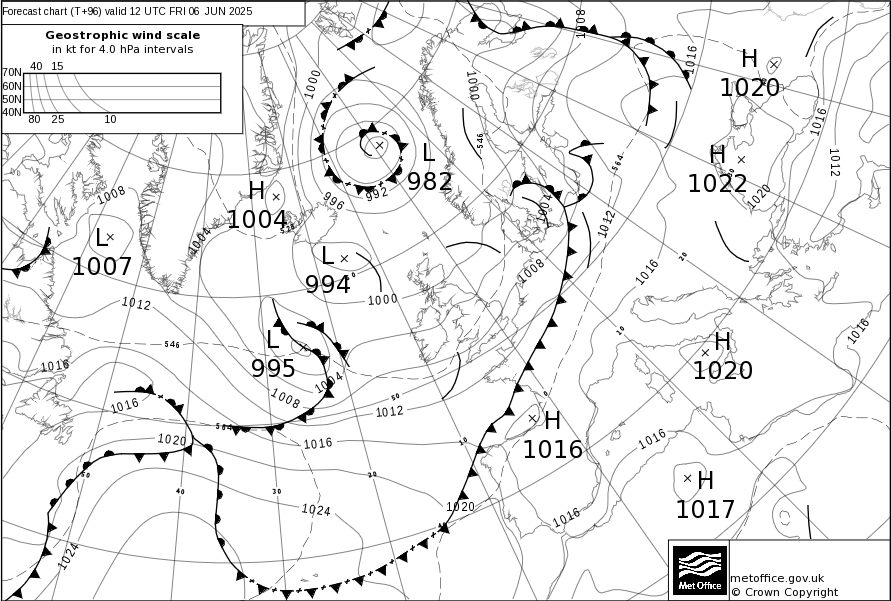 Forecast chart (T+96) valid 12 UTC FRI 06 JUN 2025
Geostrophic wind scale
in kt for 4.0 hPa intervals
40 15
70N
60N
50N
40N
80 25 10
1008
1016
1000
1000
H
1020
546
1016
1012
L
982
564
H
1022
1020
992
996
1008
H
1004
528
1004
1004
1012
L
1007
L
994
1000
1008
1016
20
1012
546
L
995
10
1016
H
1020
1016
1004
1008
50
0
1016
1012
564
1020
1016
10
H
1016
1016
50
40
30
20
H
1017
1024
1020
1016
1024
Met Office
metoffice.gov.uk
© Crown Copyright